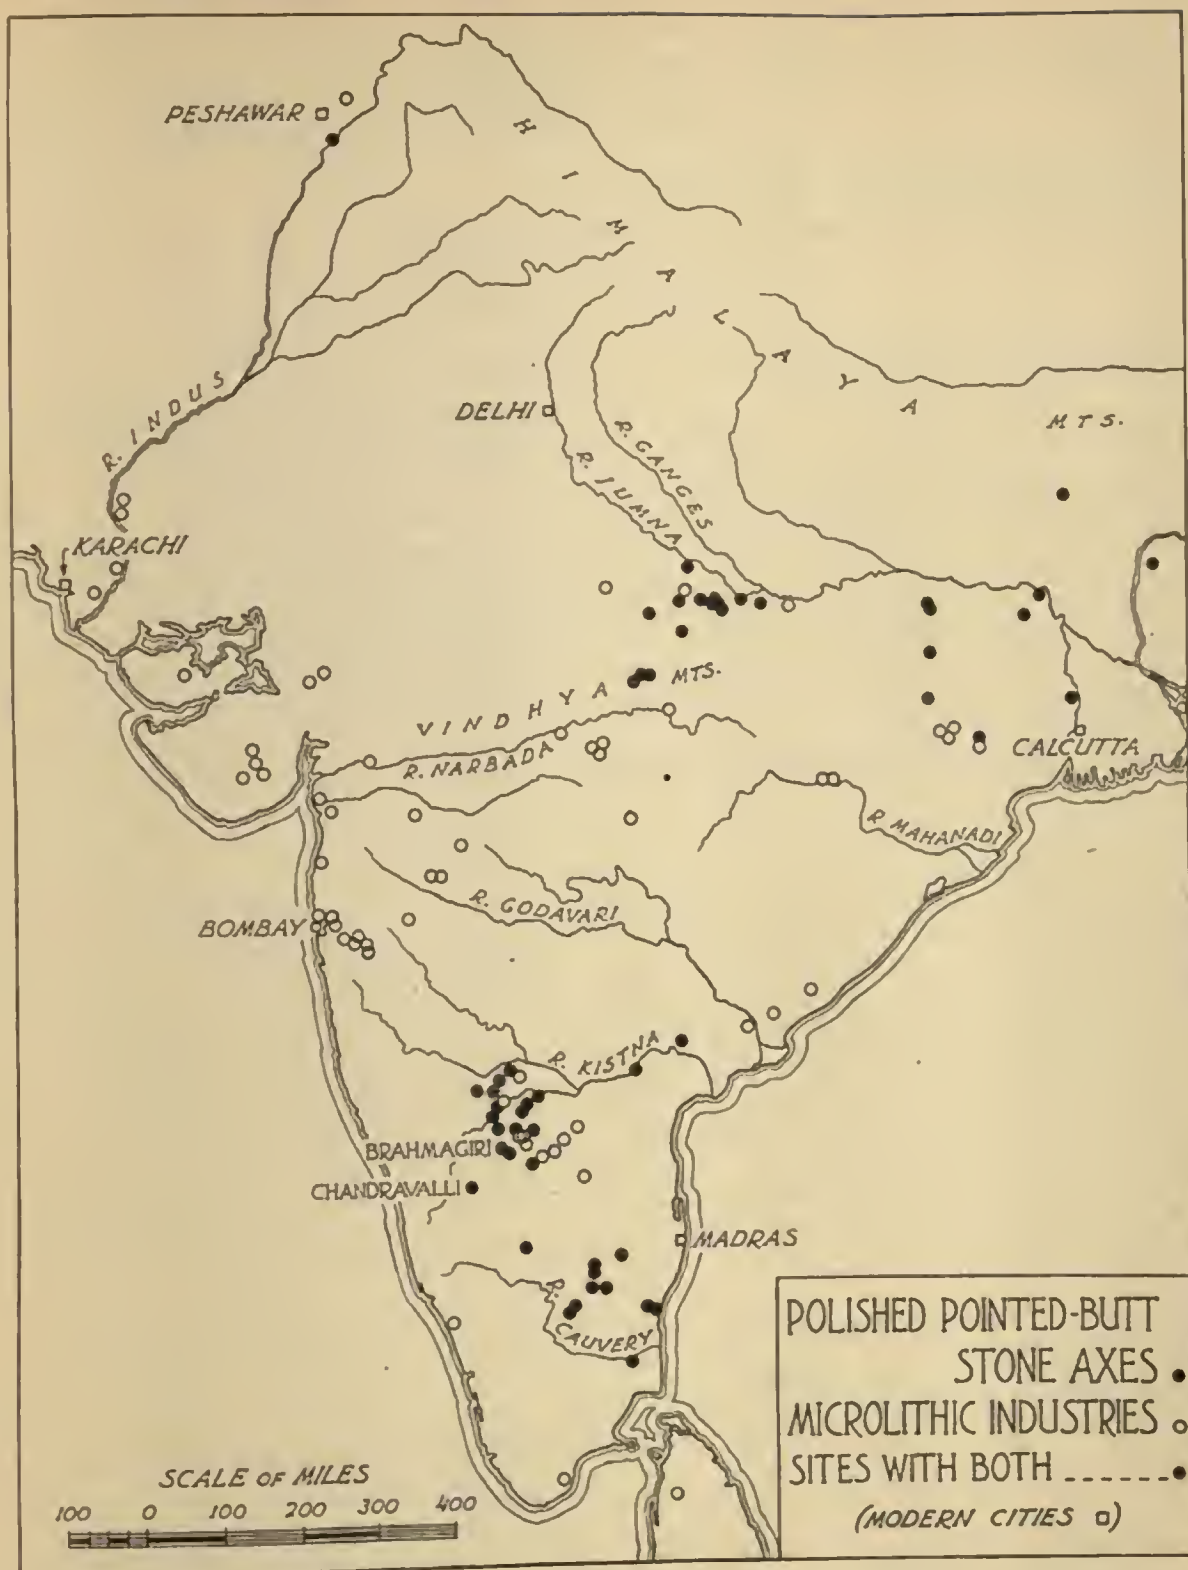 PESHAWAR
HIMALAYA
MTS.
R. INDUS
DELHI
R. GANGES
R. JUMNA
KARACHI
VINDHYA MTS.
R. NARBADA
CALCUTTA
R. MAHANADI
R. GODAVARI
BOMBAY
R. KISTNA
BRAHMAGIRI
CHANDRAVALLI
MADRAS
R. CAUVERY
POLISHED POINTED-BUTT
STONE AXES
MICROLITHIC INDUSTRIES
SITES WITH BOTH ------
(MODERN CITIES )
SCALE OF MILES
100 0 100 200 300 400